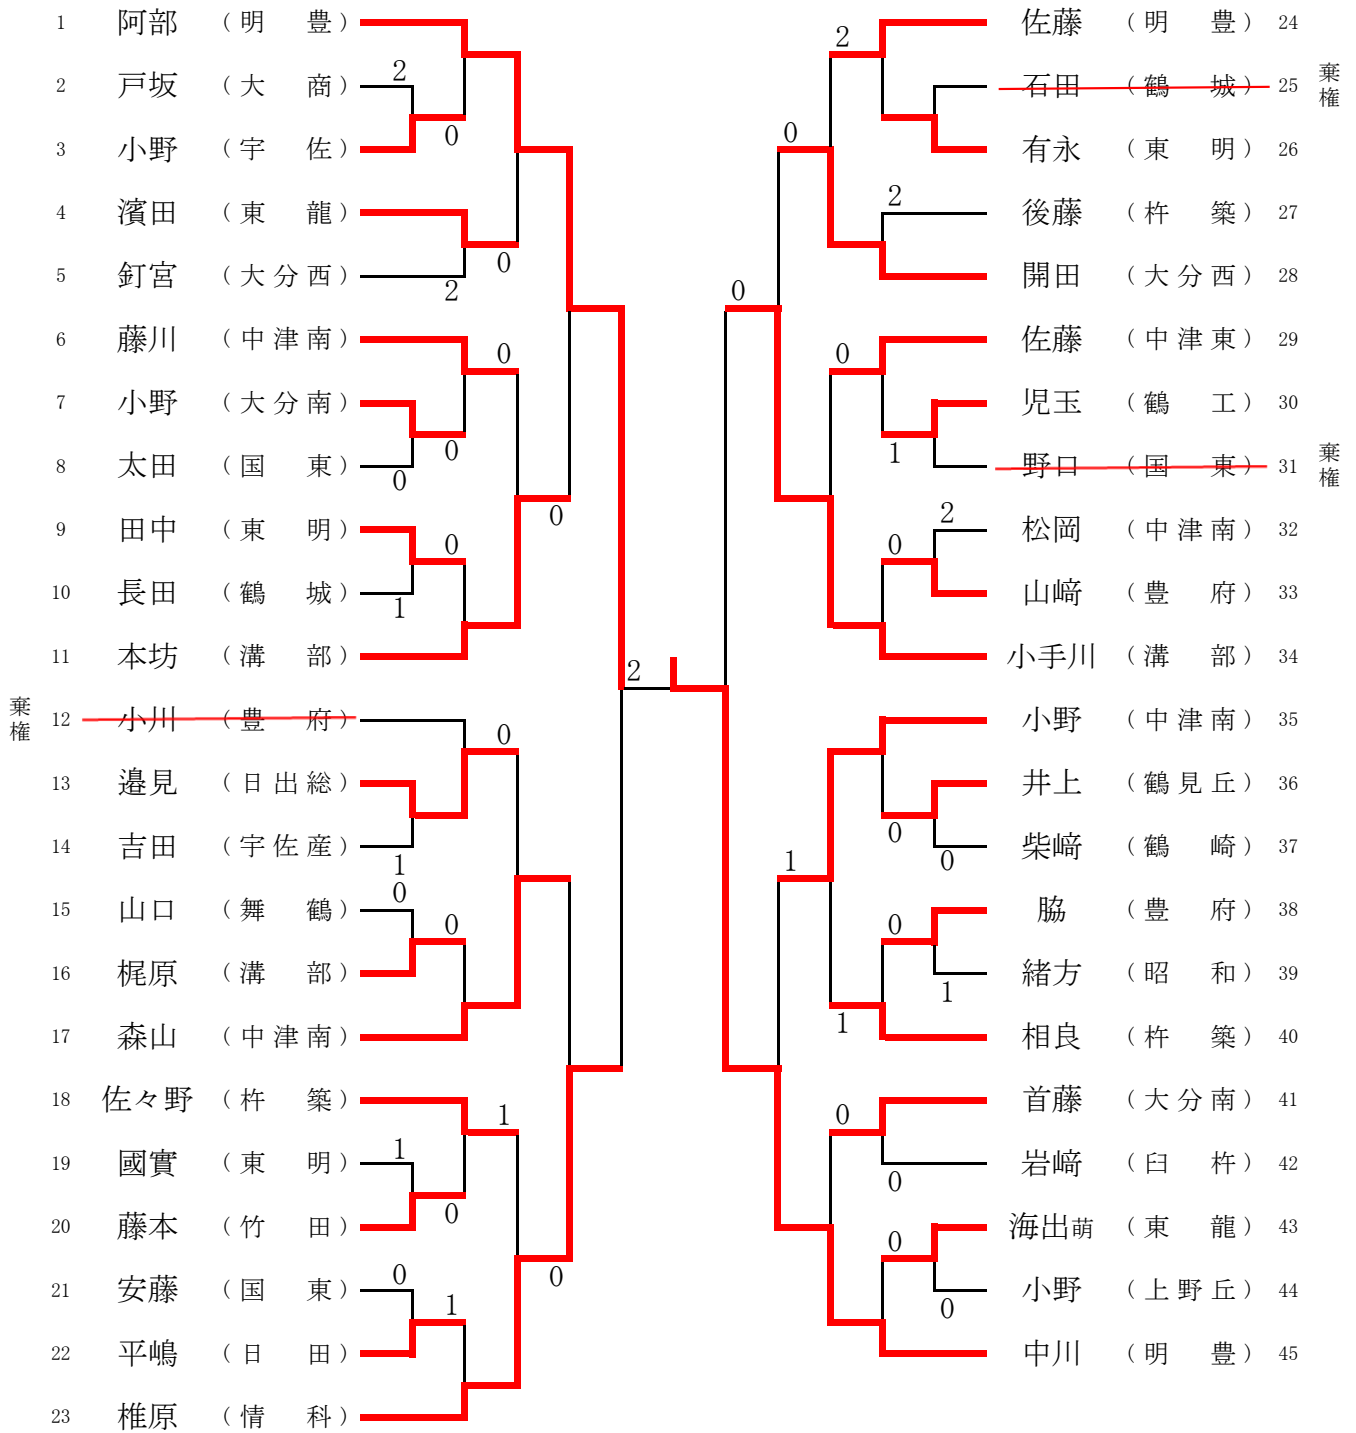 1 阿部 （明　豊）
2 戸坂 （大　商）
3 小野 （宇　佐）
4 濱田 （東　龍）
5 釘宮 （大分西）
6 藤川 （中津南）
7 小野 （大分南）
8 太田 （国　東）
9 田中 （東　明）
10 長田 （鶴　城）
11 本坊 （溝　部）
棄権 12 小川 （豊　府）
13 邉見 （日出総）
14 吉田 （宇佐産）
15 山口 （舞　鶴）
16 梶原 （溝　部）
17 森山 （中津南）
18 佐々野 （杵　築）
19 國實 （東　明）
20 藤本 （竹　田）
21 安藤 （国　東）
22 平嶋 （日　田）
23 椎原 （情　科）
2
0
0
2
0
0
0
0
0
1
0
1
0
0
1
1
0
0
1
0
2
佐藤 （明　豊） 24
石田 （鶴　城） 25 棄権
有永 （東　明） 26
後藤 （杵　築） 27
開田 （大分西） 28
佐藤 （中津東） 29
児玉 （鶴　工） 30
野口 （国　東） 31 棄権
松岡 （中津南） 32
山﨑 （豊　府） 33
小手川 （溝　部） 34
小野 （中津南） 35
井上 （鶴見丘） 36
柴﨑 （鶴　崎） 37
脇 （豊　府） 38
緒方 （昭　和） 39
相良 （杵　築） 40
首藤 （大分南） 41
岩﨑 （臼　杵） 42
海出萌 （東　龍） 43
小野 （上野丘） 44
中川 （明　豊） 45
2
0
2
0
0
1
2
0
0
0
1
0
1
1
0
0
0
0